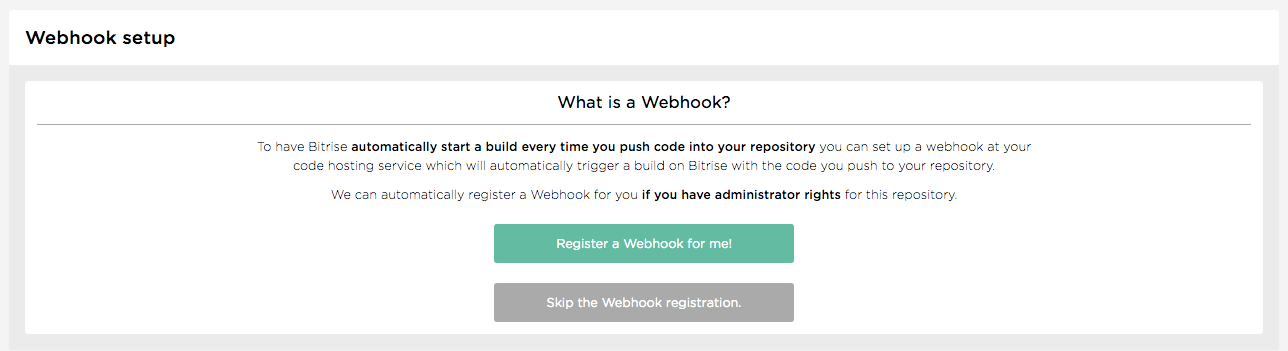 Webhook setup
What is a Webhook?
To have Bitrise automatically start a build every time you push code into your repository you can set up a webhook at your
code hosting service which will automatically trigger a build on Bitrise with the code you push to your repository.
We can automatically register a Webhook for you if you have administrator rights for this repository.
Register a Webhook for me!
Skip the Webhook registration.